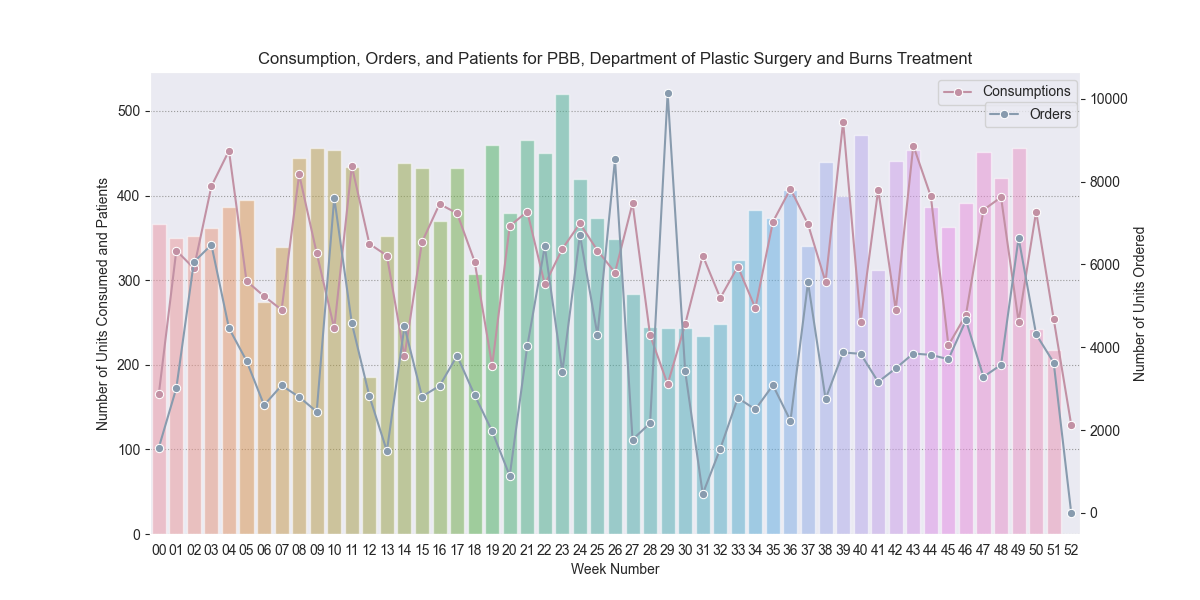 Consumption, Orders, and Patients for PBB, Department of Plastic Surgery and Burns Treatment
Consumptions
Orders
Number of Units Consumed and Patients
500
400
300
200
100
0
10000
8000
6000
4000
2000
0
Number of Units Ordered
00 01 02 03 04 05 06 07 08 09 10 11 12 13 14 15 16 17 18 19 20 21 22 23 24 25 26 27 28 29 30 31 32 33 34 35 36 37 38 39 40 41 42 43 44 45 46 47 48 49 50 51 52
Week Number